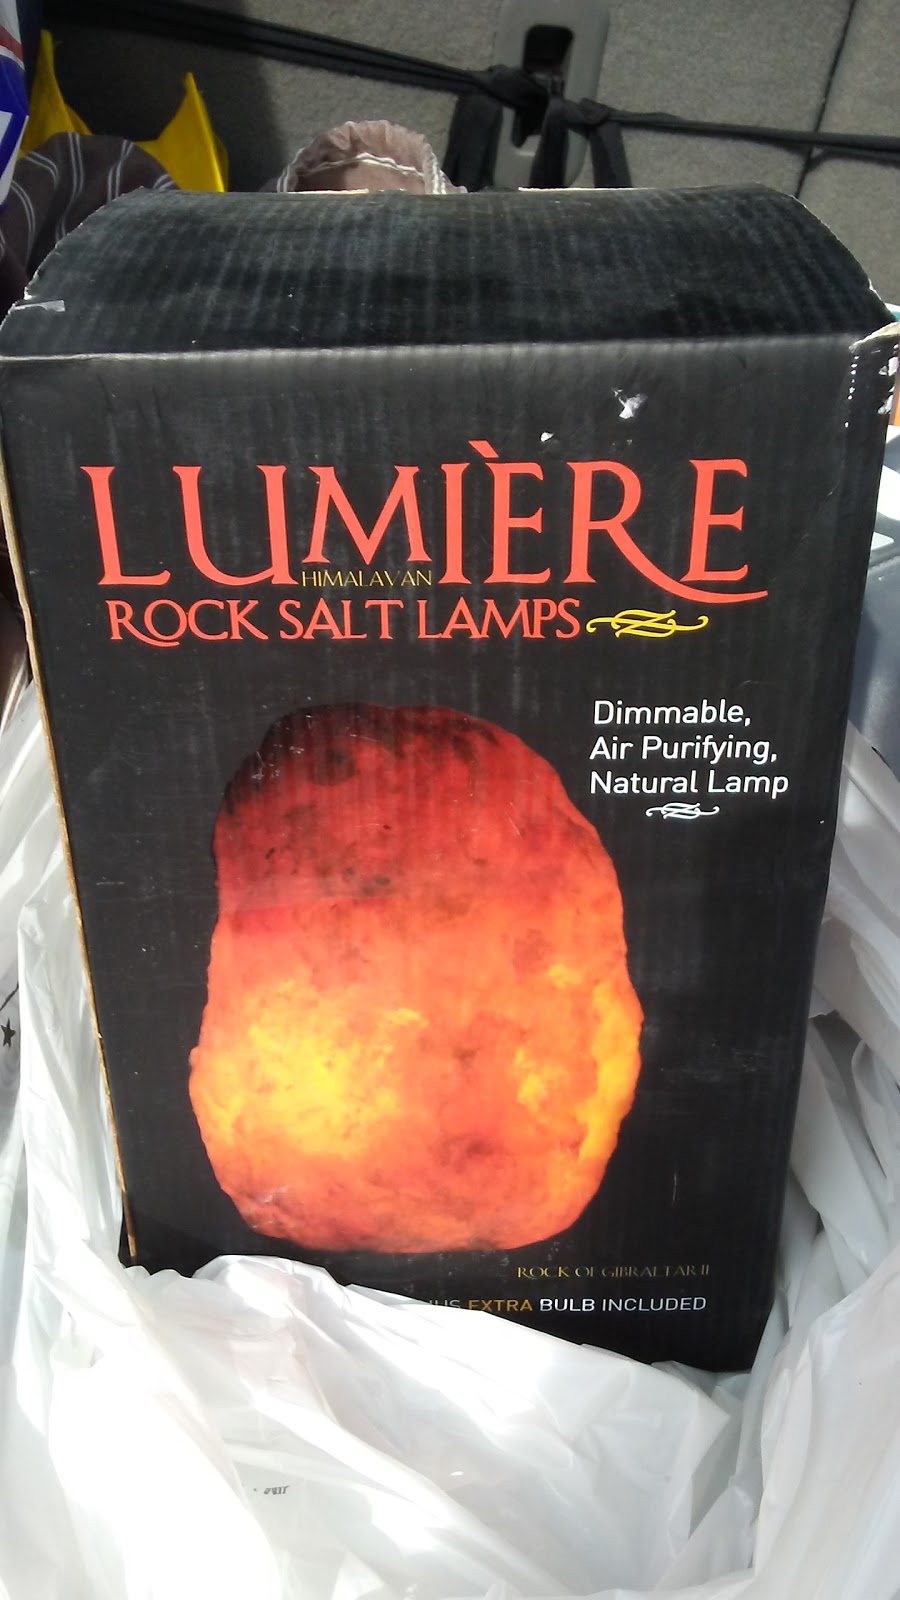 LUMIÈRE
HIMALAYAN
ROCK SALT LAMPS
Dimmable,
Air Purifying,
Natural Lamp
ROCK OF GIBRALTAR-II
EXTRA BULB INCLUDED